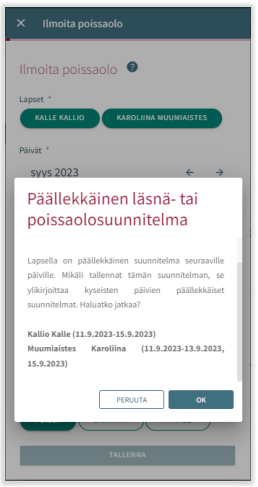 Ilmoita poissaolo
Ilmoita poissaolo ?
Lapset *
KALLE KALLIO KAROLIINA MUUMIAISTES
Päivät *
syys 2023
Päällekkäinen läsnä- tai
poissaolosuunnitelma
Lapsella on päällekkäinen suunnitelma seuraaville
päiville. Mikäli tallennat tämän suunnitelman, se
ylikirjoittaa kyseisten päivien päällekkäiset
suunnitelmat. Haluatko jatkaa?
Kallio Kalle (11.9.2023-15.9.2023)
Muumiaistes Karoliina (11.9.2023-13.9.2023,
15.9.2023)
PERUUTA OK
TALLENNA